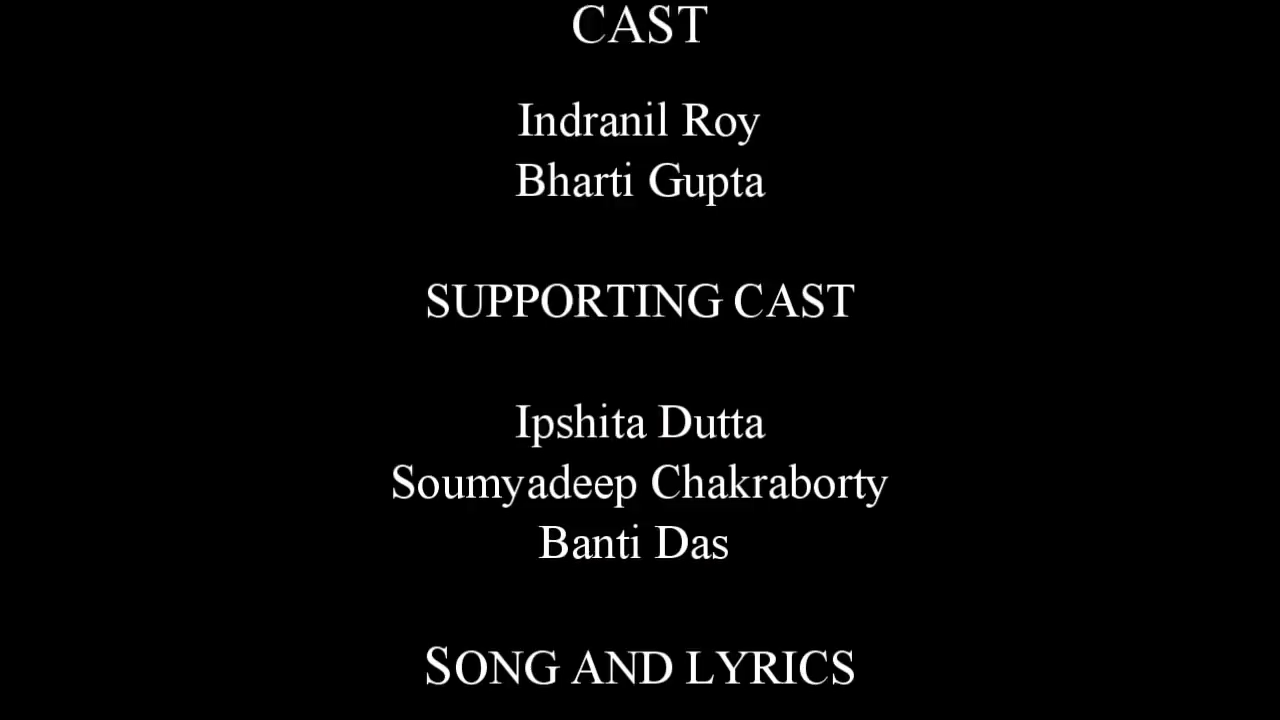 CAST
Indranil Roy
Bharti Gupta
SUPPORTING CAST
Ipshita Dutta
Soumyadeep Chakraborty
Banti Das
SONG AND LYRICS